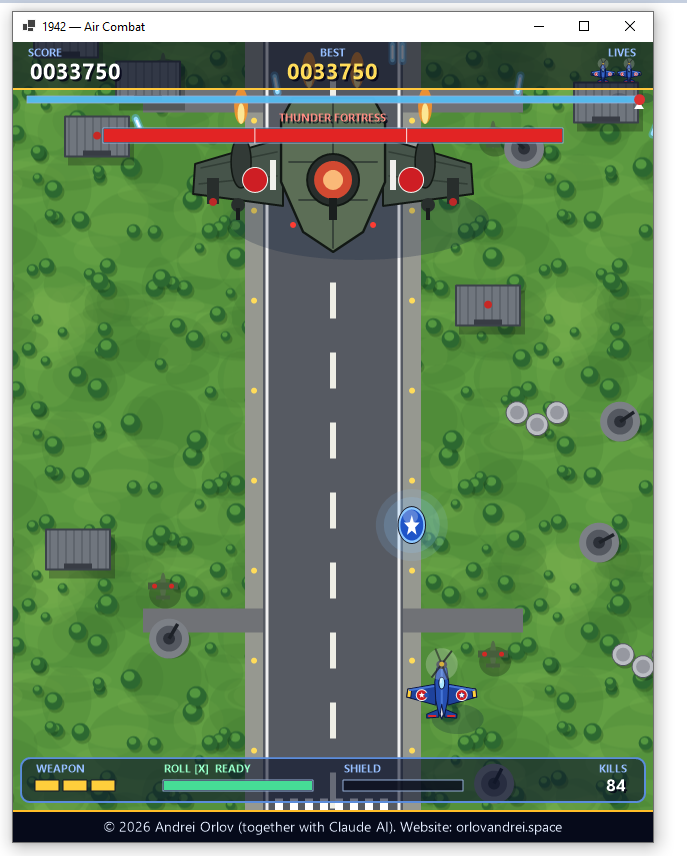 1942 — Air Combat
SCORE
BEST
LIVES
0033750
0033750
THUNDER FORTRESS
WEAPON
ROLL [X] READY
SHIELD
KILLS
84
© 2026 Andrei Orlov (together with Claude AI). Website: orlovandrei.space